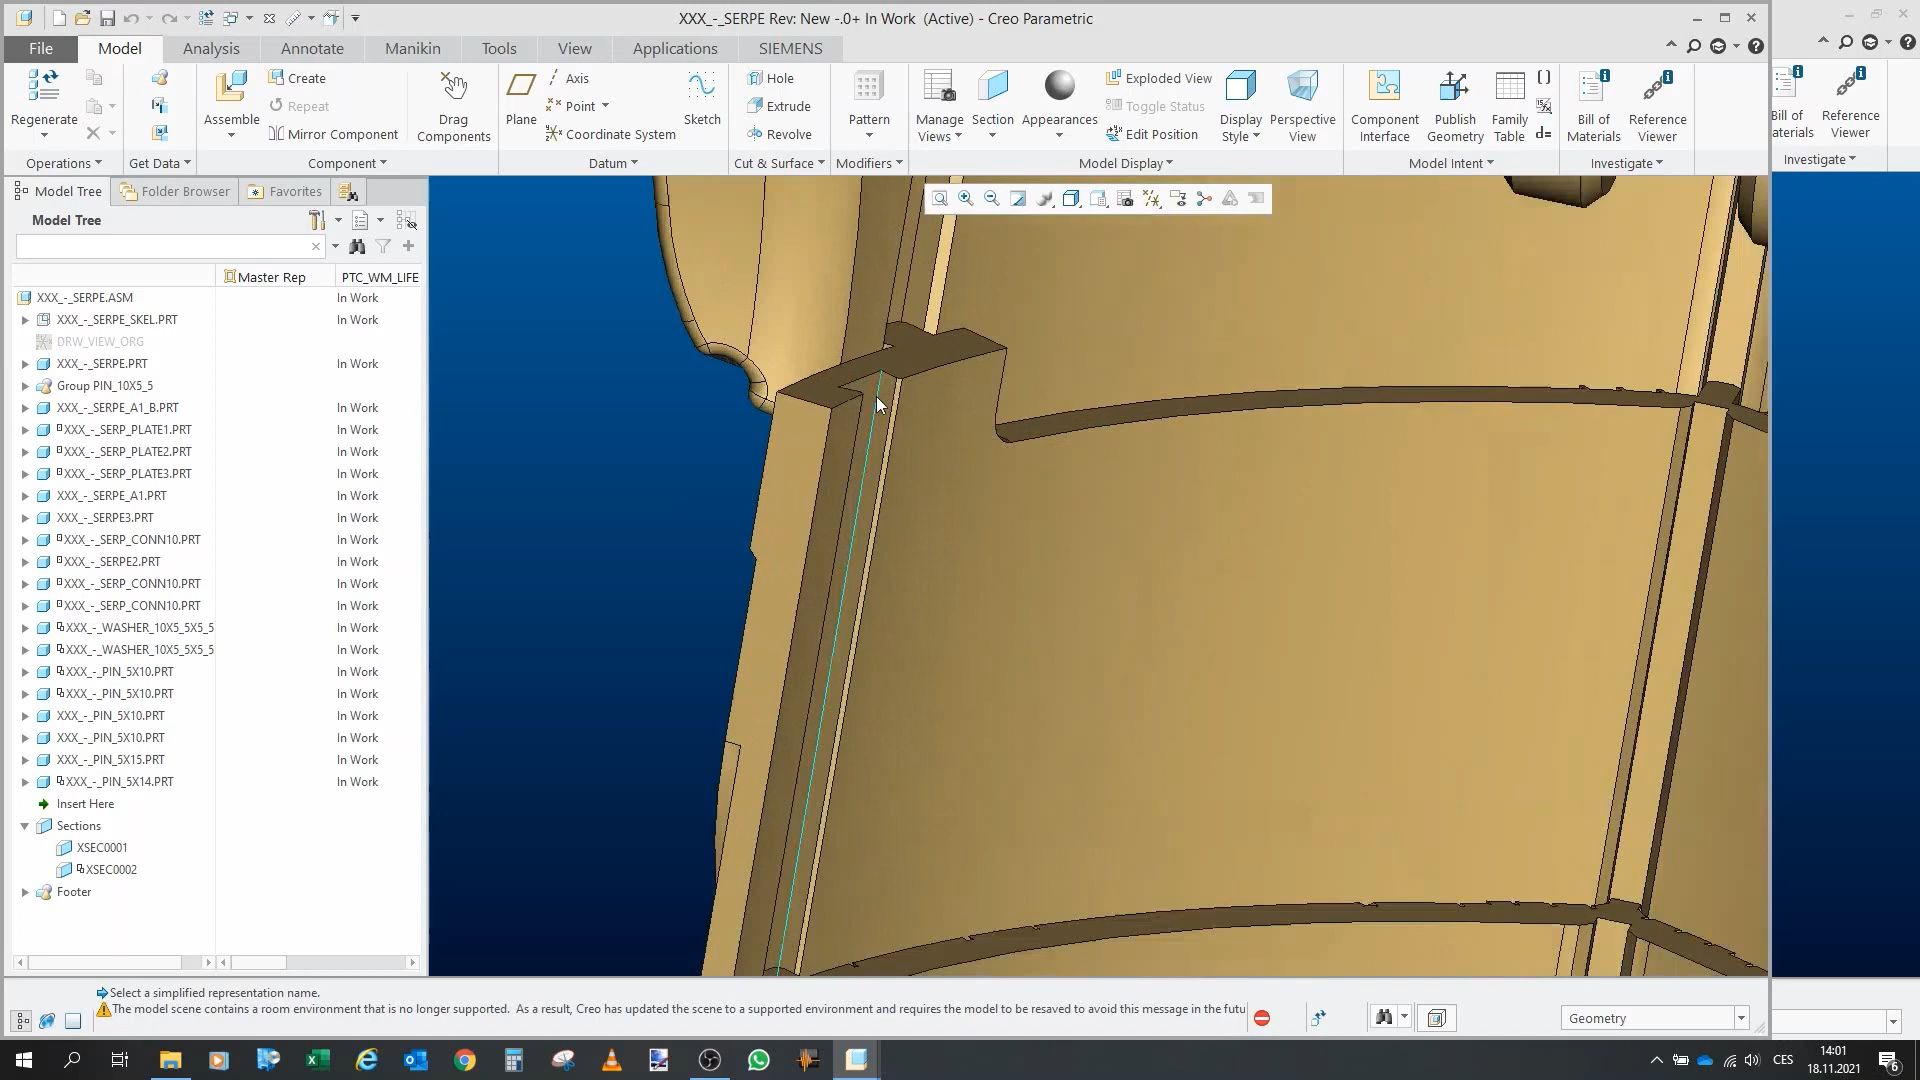 XXX_-_SERPE Rev: New -.0+ In Work (Active) - Creo Parametric
File Model Analysis Annotate Manikin Tools View Applications SIEMENS
Regenerate
Assemble
Create
Repeat
Mirror Component
Drag
Components
Plane
Axis
Point
Coordinate System
Sketch
Hole
Extrude
Revolve
Pattern
Manage
Views
Section
Appearances
Exploded View
Toggle Status
Edit Position
Display
Style
Perspective
View
Component
Interface
Publish
Geometry
Family
Table
Bill of
Materials
Reference
Viewer
Bill of
aterials
Reference
Viewer
Operations Get Data Component Datum Cut & Surface Modifiers Model Display Model Intent Investigate Investigate
Model Tree Folder Browser Favorites
Model Tree
Master Rep PTC_WM_LIFE
XXX_-_SERPE.ASM In Work
XXX_-_SERPE_SKEL.PRT In Work
DRW_VIEW_ORG
XXX_-_SERPE.PRT In Work
Group PIN_10X5_5
XXX_-_SERPE_A1_B.PRT In Work
XXX_-_SERP_PLATE1.PRT In Work
XXX_-_SERP_PLATE2.PRT In Work
XXX_-_SERP_PLATE3.PRT In Work
XXX_-_SERPE_A1.PRT In Work
XXX_-_SERPE3.PRT In Work
XXX_-_SERP_CONN10.PRT In Work
XXX_-_SERPE2.PRT In Work
XXX_-_SERP_CONN10.PRT In Work
XXX_-_SERP_CONN10.PRT In Work
XXX_-_WASHER_10X5_5X5_5 In Work
XXX_-_WASHER_10X5_5X5_5 In Work
XXX_-_PIN_5X10.PRT In Work
XXX_-_PIN_5X10.PRT In Work
XXX_-_PIN_5X10.PRT In Work
XXX_-_PIN_5X10.PRT In Work
XXX_-_PIN_5X15.PRT In Work
XXX_-_PIN_5X14.PRT In Work
Insert Here
Sections
XSEC0001
XSEC0002
Footer
Select a simplified representation name.
The model scene contains a room environment that is no longer supported. As a result, Creo has updated the scene to a supported environment and requires the model to be resaved to avoid this message in the futu
Geometry
CES
14:01
18.11.2021
6